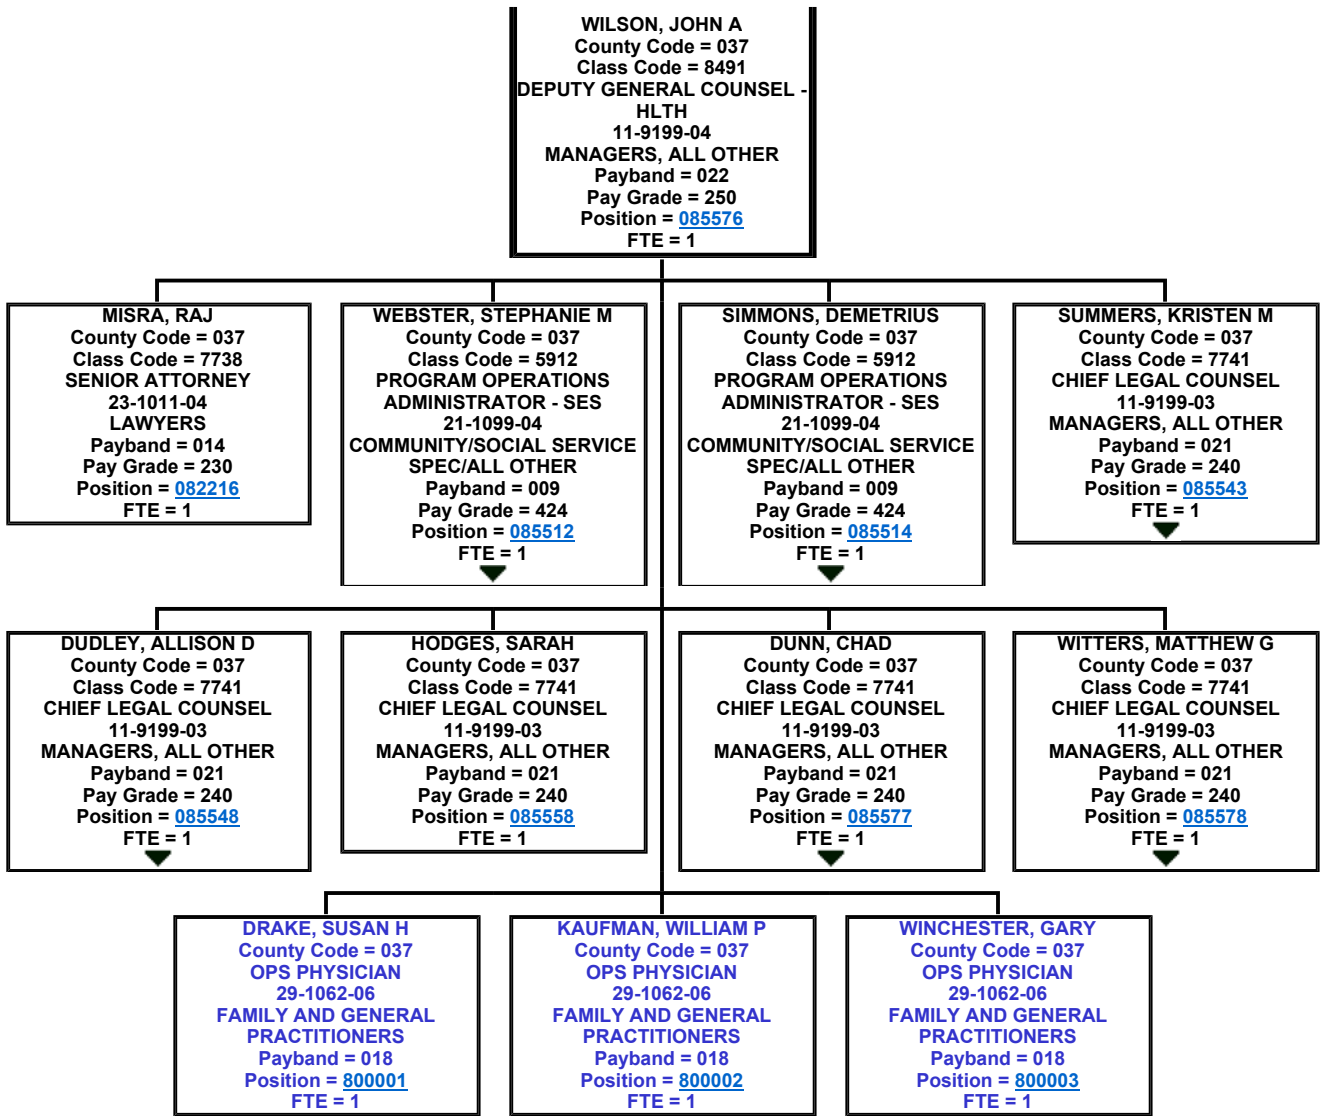 WILSON, JOHN A
County Code = 037
Class Code = 8491
DEPUTY GENERAL COUNSEL -
HLTH
11-9199-04
MANAGERS, ALL OTHER
Payband = 022
Pay Grade = 250
Position = 085576
FTE = 1
MISRA, RAJ
County Code = 037
Class Code = 7738
SENIOR ATTORNEY
23-1011-04
LAWYERS
Payband = 014
Pay Grade = 230
Position = 082216
FTE = 1
WEBSTER, STEPHANIE M
County Code = 037
Class Code = 5912
PROGRAM OPERATIONS
ADMINISTRATOR - SES
21-1099-04
COMMUNITY/SOCIAL SERVICE
SPEC/ALL OTHER
Payband = 009
Pay Grade = 424
Position = 085512
FTE = 1
SIMMONS, DEMETRIUS
County Code = 037
Class Code = 5912
PROGRAM OPERATIONS
ADMINISTRATOR - SES
21-1099-04
COMMUNITY/SOCIAL SERVICE
SPEC/ALL OTHER
Payband = 009
Pay Grade = 424
Position = 085514
FTE = 1
SUMMERS, KRISTEN M
County Code = 037
Class Code = 7741
CHIEF LEGAL COUNSEL
11-9199-03
MANAGERS, ALL OTHER
Payband = 021
Pay Grade = 240
Position = 085543
FTE = 1
DUDLEY, ALLISON D
County Code = 037
Class Code = 7741
CHIEF LEGAL COUNSEL
11-9199-03
MANAGERS, ALL OTHER
Payband = 021
Pay Grade = 240
Position = 085548
FTE = 1
HODGES, SARAH
County Code = 037
Class Code = 7741
CHIEF LEGAL COUNSEL
11-9199-03
MANAGERS, ALL OTHER
Payband = 021
Pay Grade = 240
Position = 085558
FTE = 1
DUNN, CHAD
County Code = 037
Class Code = 7741
CHIEF LEGAL COUNSEL
11-9199-03
MANAGERS, ALL OTHER
Payband = 021
Pay Grade = 240
Position = 085577
FTE = 1
WITTERS, MATTHEW G
County Code = 037
Class Code = 7741
CHIEF LEGAL COUNSEL
11-9199-03
MANAGERS, ALL OTHER
Payband = 021
Pay Grade = 240
Position = 085578
FTE = 1
DRAKE, SUSAN H
County Code = 037
OPS PHYSICIAN
29-1062-06
FAMILY AND GENERAL
PRACTITIONERS
Payband = 018
Position = 800001
FTE = 1
KAUFMAN, WILLIAM P
County Code = 037
OPS PHYSICIAN
29-1062-06
FAMILY AND GENERAL
PRACTITIONERS
Payband = 018
Position = 800002
FTE = 1
WINCHESTER, GARY
County Code = 037
OPS PHYSICIAN
29-1062-06
FAMILY AND GENERAL
PRACTITIONERS
Payband = 018
Position = 800003
FTE = 1